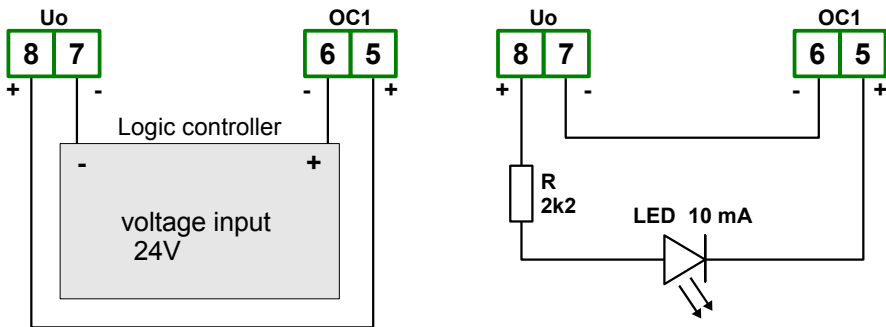 Uo OC1
8 7 6 5
+ - - +
Logic controller
- +
voltage input
24V
Uo OC1
8 7 6 5
+ - - +
R
2k2
LED 10 mA